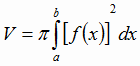 V = π∫_a^b [f(x)]^2 dx